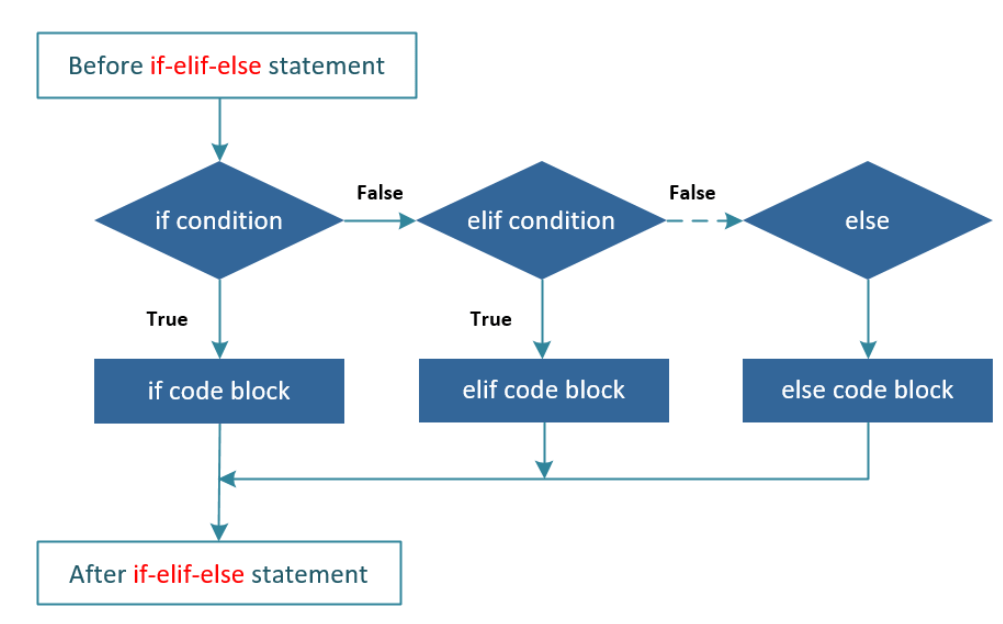 Before if-elif-else statement
False
False
if condition
elif condition
else
True
True
if code block
elif code block
else code block
After if-elif-else statement